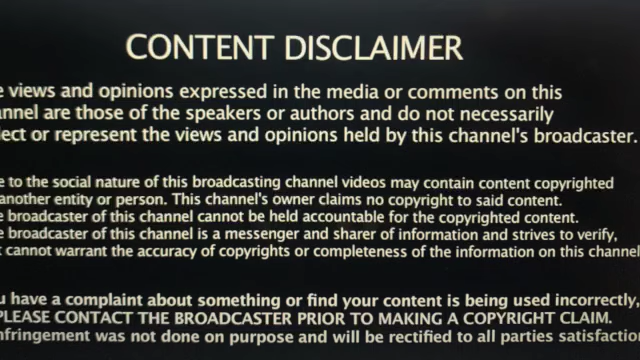 CONTENT DISCLAIMER
views and opinions expressed in the media or comments on this
are those of the speakers or authors and do not necessarily
or represent the views and opinions held by this channel's broadcaster.
to the social nature of this broadcasting channel videos may contain content copyrighted
another entity or person. This channel's owner claims no copyright to said content.
broadcaster of this channel cannot be held accountable for the copyrighted content.
broadcaster of this channel is a messenger and sharer of information and strives to verify,
cannot warrant the accuracy of copyrights or completeness of the information on this channel
have a complaint about something or find your content is being used incorrectly,
PLEASE CONTACT THE BROADCASTER PRIOR TO MAKING A COPYRIGHT CLAIM.
nfringement was not done on purpose and will be rectified to all parties satisfactio